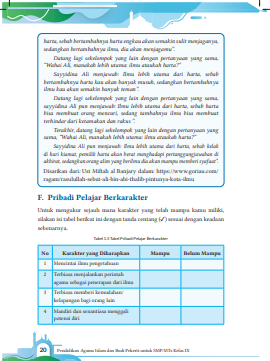 harta, sebab bertambahnya harta engkau akan semakin sulit menjaganya,
sedangkan bertambahnya ilmu, dia akan menjagamu".
Datang lagi sekelompok yang lain dengan pertanyaan yang sama,
"Wahai Ali, manakah lebih utama: ilmu ataukah harta?"
Sayyidina Ali menjawab: Ilmu lebih utama dari harta, sebab
bertambahnya harta kau akan banyak musuh, sedangkan bertambahnya
ilmu kau akan semakin banyak teman".
Datang lagi sekelompok yang lain dengan pertanyaan yang sama,
sayyidina Ali pun menjawab Ilmu lebih utama dari harta, sebab harta
bisa membuat orang mencuri, sedang tambahnya ilmu bisa membuat
terhindar dari kezamakan dan rakus ".
Terakhir, datang lagi sekelompok yang lain dengan pertanyaan yang
sama, "Wahai Ali, manakah lebih utama: ilmu ataukah harta?"
Sayyidina Ali pun menjawab: Ilmu lebih utama dari harta, sebab kelak
di hari kiamat, pemilik harta akan berat menghadapi pertanggungjawaban di
akhirat, sedangkan orang alim yang berilmu dia akan mampu memberi syafaat".
Disarikan dari: Ust Miftah al Banjary dalam: https://www.goriau.com/
ragam/rasulullah-sebut-ali-bin-abi-thalib-pintunya-kota-ilmu
F. Pribadi Pelajar Berkarakter
Untuk mengukur sejauh mana karakter yang telah mampu kamu miliki,
silakan isi tabel berikut ini dengan tanda centang (✓) sesuai dengan keadaan
sebenarnya.
Tabel 1.5 Tabel Pribadi Pelajar Berkarakter
No Karakter yang Diharapkan Mampu Belum Mampu
1 Mencintai ilmu pengetahuan
2 Terbiasa menjalankan perintah
agama sebagai penerapan dari ilmu
3 Terbiasa memberi kemudahan/
kelapangan bagi orang lain
4 Mandiri dan senantiasa menggali
potensi diri
20 Pendidikan Agama Islam dan Budi Pekerti untuk SMP/MTs Kelas IX